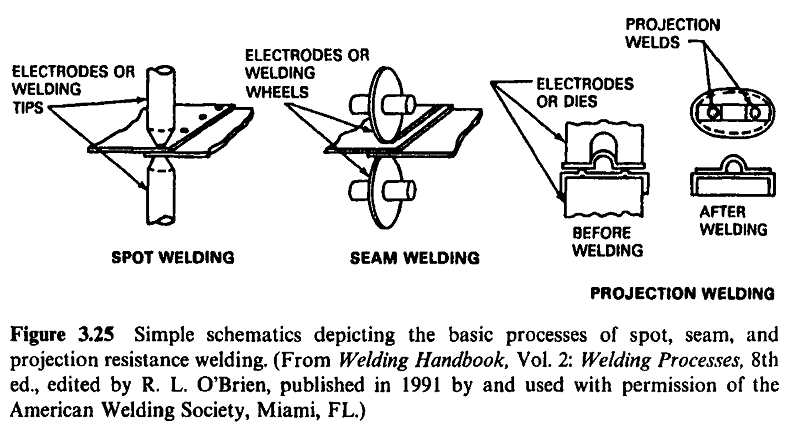 ELECTRODES OR
WELDING
TIPS
SPOT WELDING
ELECTRODES OR
WELDING
WHEELS
SEAM WELDING
PROJECTION
WELDS
ELECTRODES
OR DIES
BEFORE
WELDING
AFTER
WELDING
PROJECTION WELDING
Figure 3.25 Simple schematics depicting the basic processes of spot, seam, and
projection resistance welding. (From Welding Handbook, Vol. 2: Welding Processes, 8th
ed., edited by R. L. O'Brien, published in 1991 by and used with permission of the
American Welding Society, Miami, FL.)